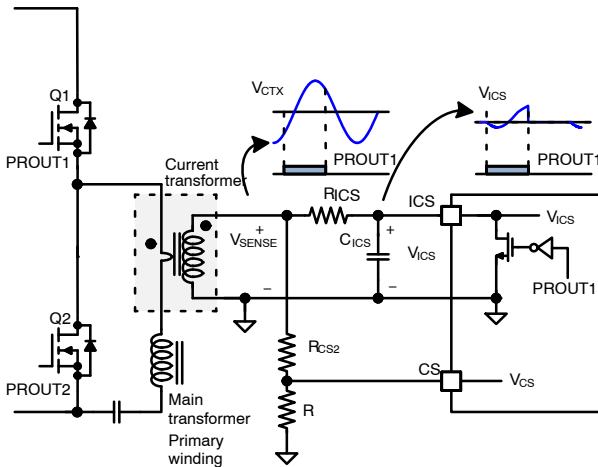 Q1
PROUT1
Current
transformer
VCTX
PROUT1
VICS
PROUT1
RICS
ICS
+
VSENSE
−
CICS
+
VICS
−
VICS
PROUT1
Q2
PROUT2
RCS2
CS
VCS
R
Main
transformer
Primary
winding